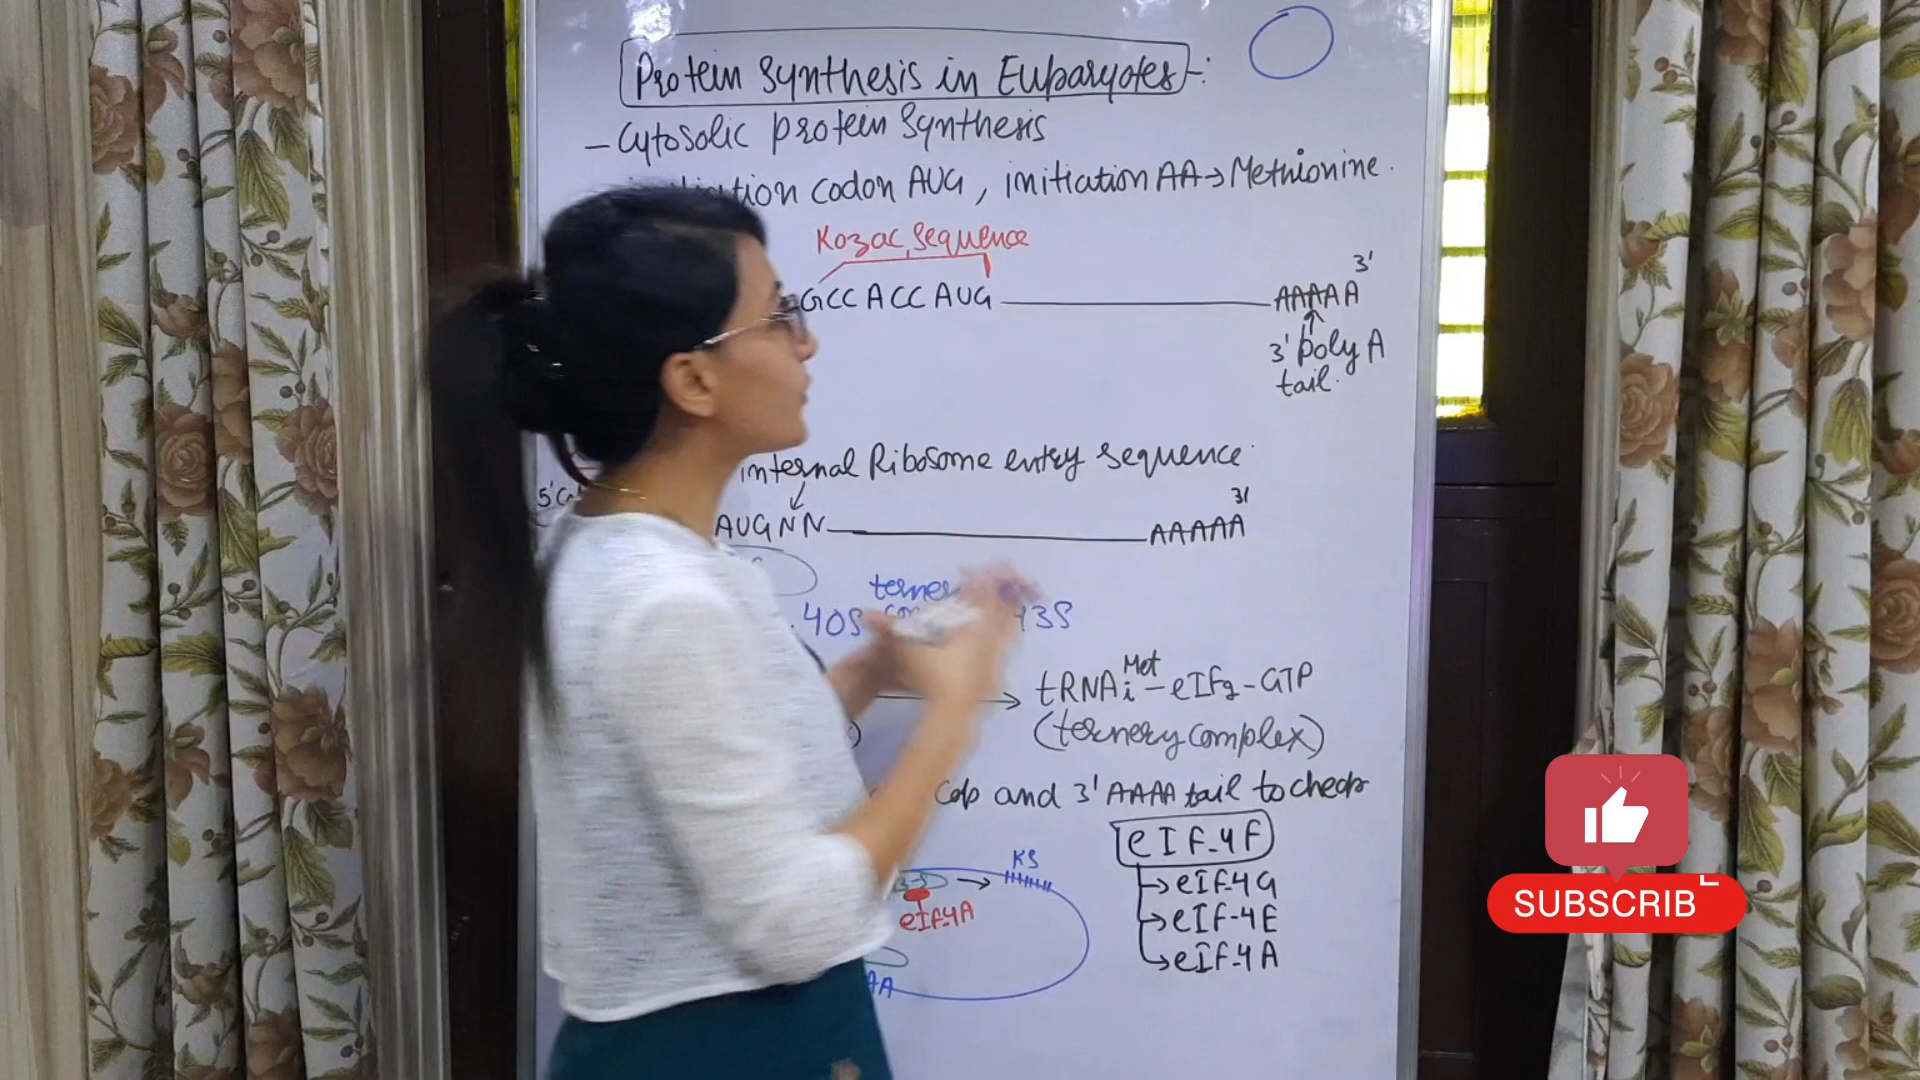 Protein Synthesis in Eukaryotes -:
- Cytosolic protein Synthesis
codon AUG, initiation AA → Methionine.
Kozac Sequence
3'
GCC ACC AUG AAAAA
3' poly A
tail.
internal Ribosome entry sequence
3'
AUGNN AAAAA
40S 43S
tRNAi Met - eIF2 - GTP
(ternery complex)
Cap and 3' AAAA tail to check
eIF-4F
KS
eIF-4G
eIF-4A
eIF-4E
eIF-4A
AA
SUBSCRIB